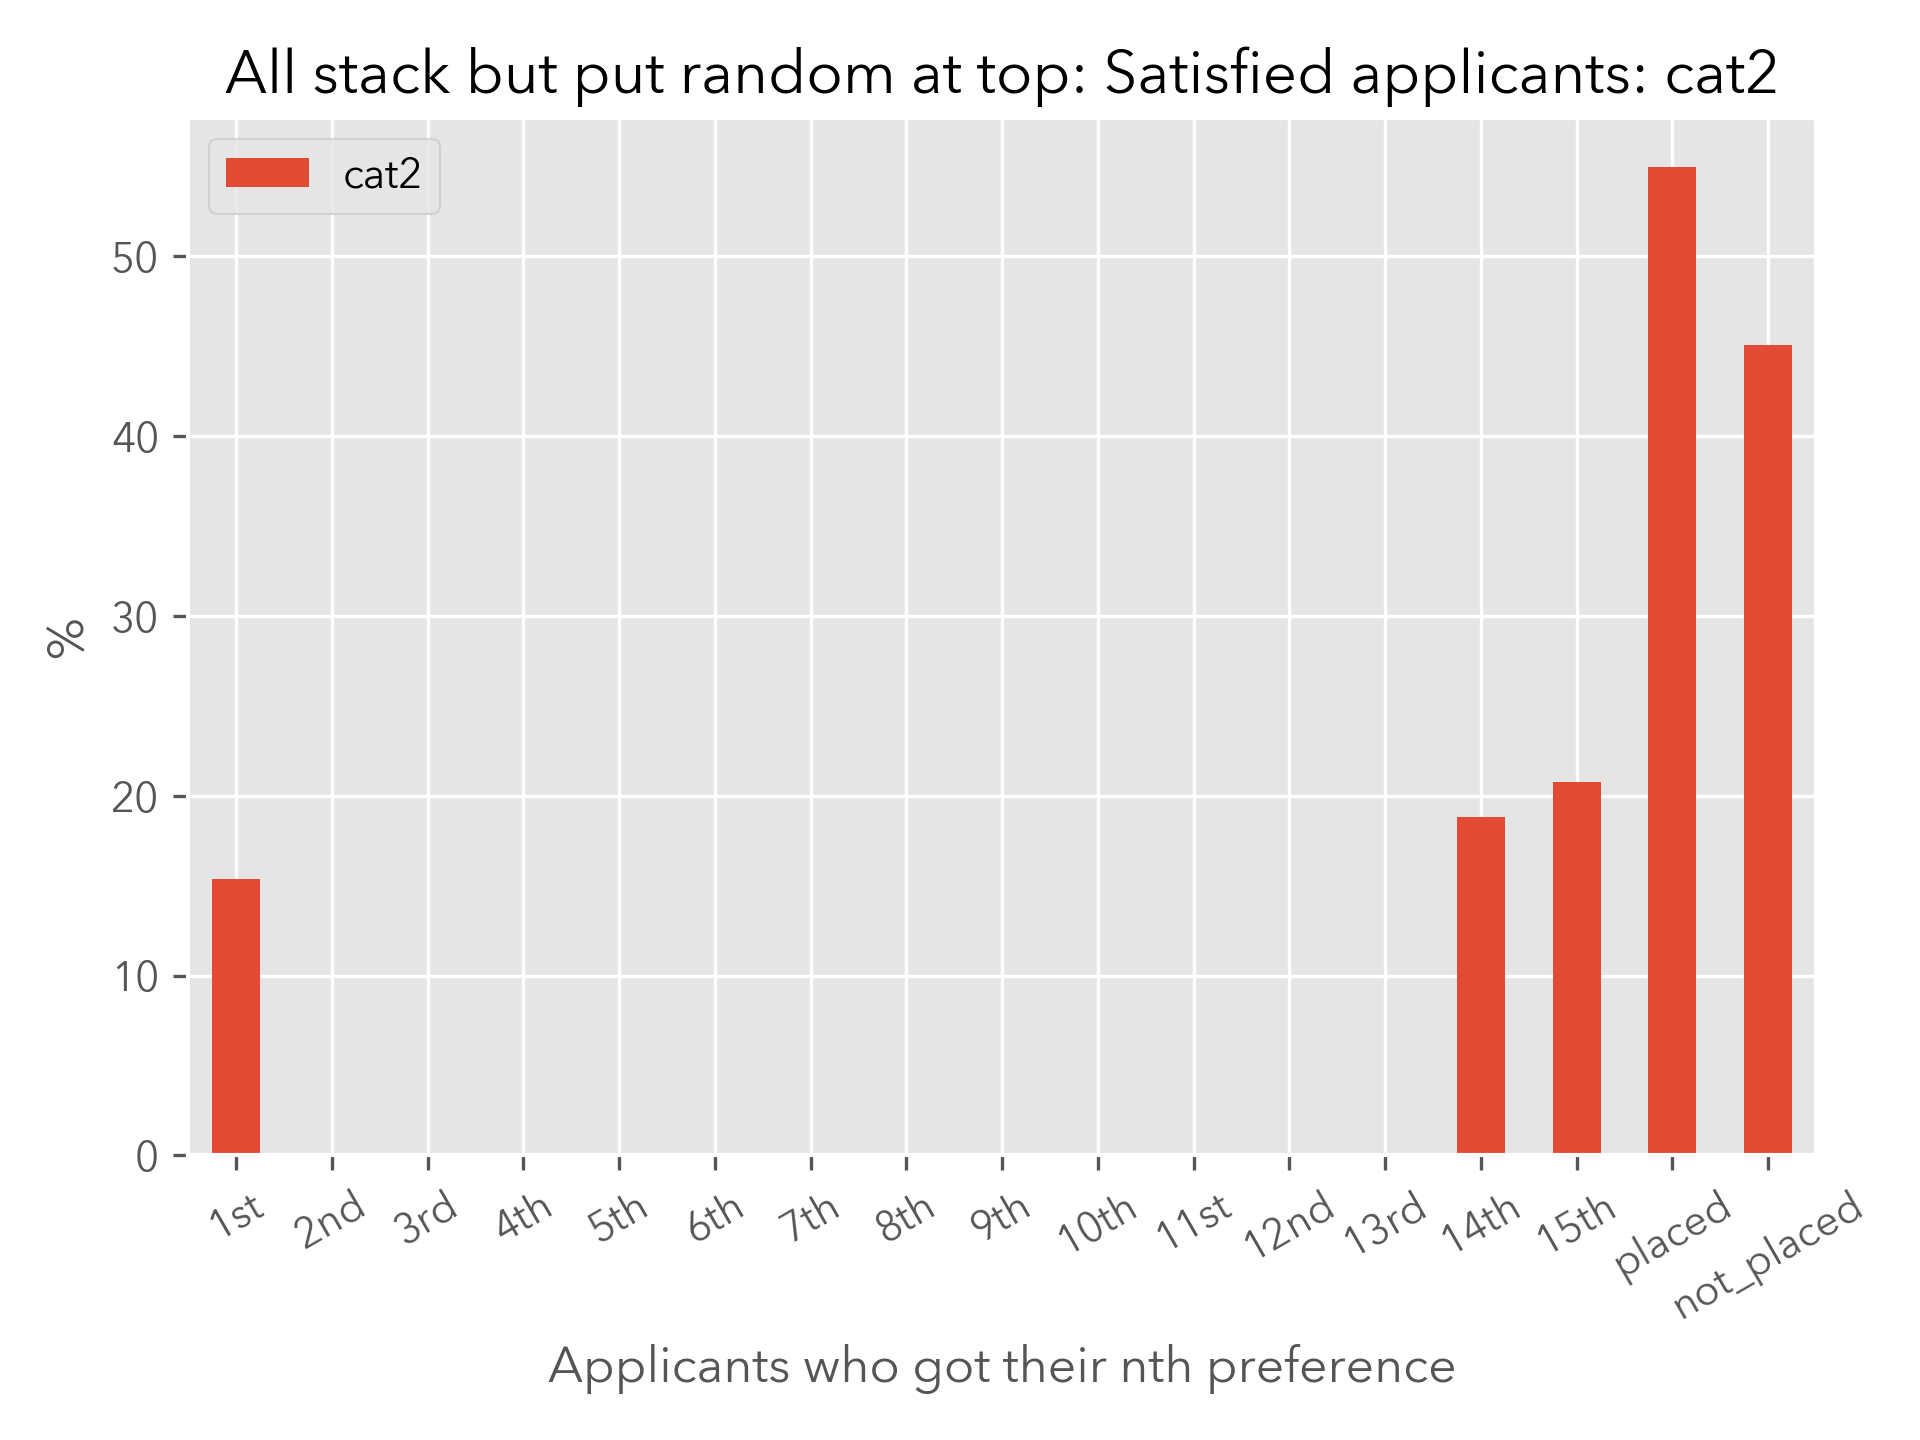 All stack but put random at top: Satisfied applicants: cat2
cat2
%
50
40
30
20
10
0
1st 2nd 3rd 4th 5th 6th 7th 8th 9th 10th 11st 12nd 13rd 14th 15th placed not_placed
Applicants who got their nth preference